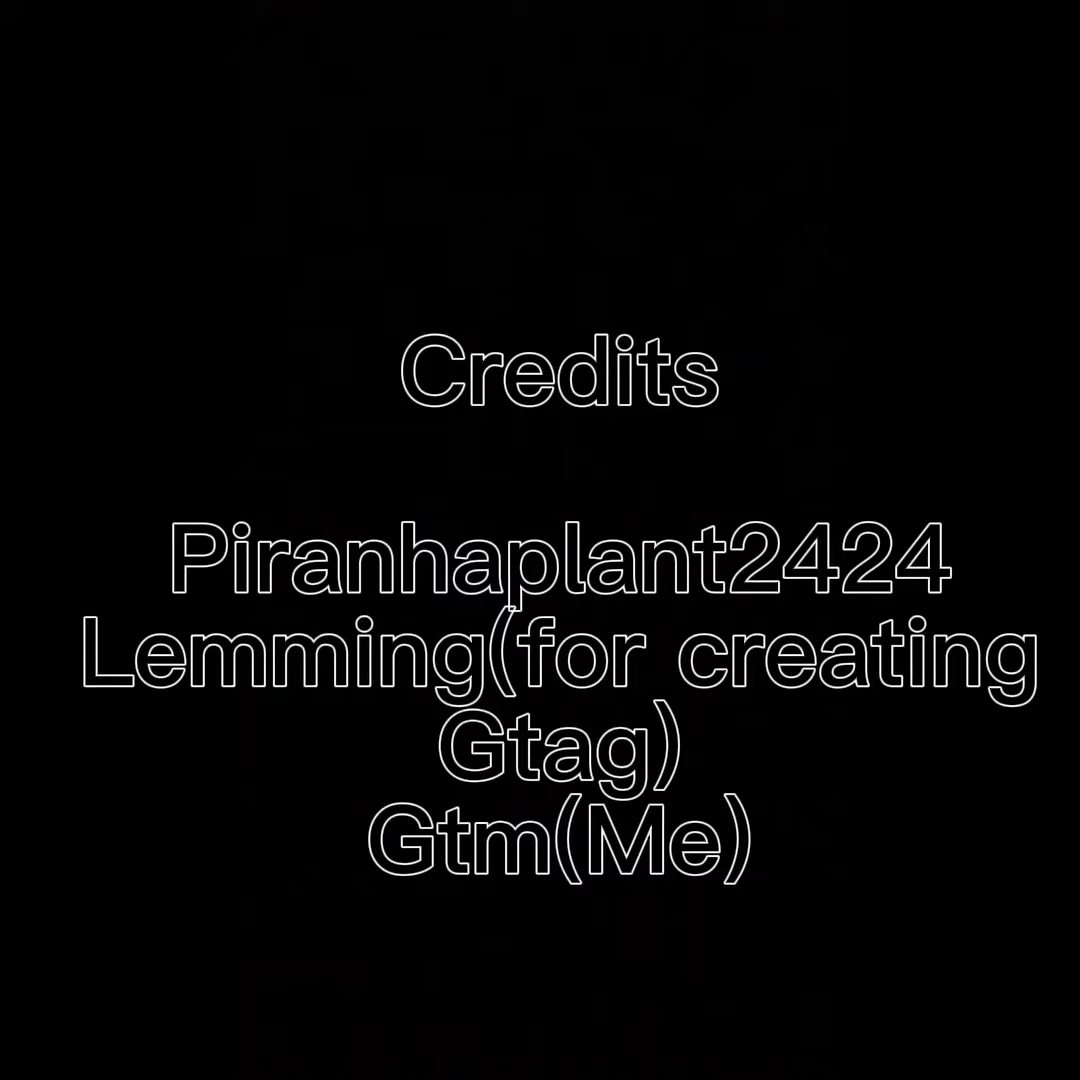 Credits
Piranhaplant2424
Lemming(for creating
Gtag)
Gtm(Me)